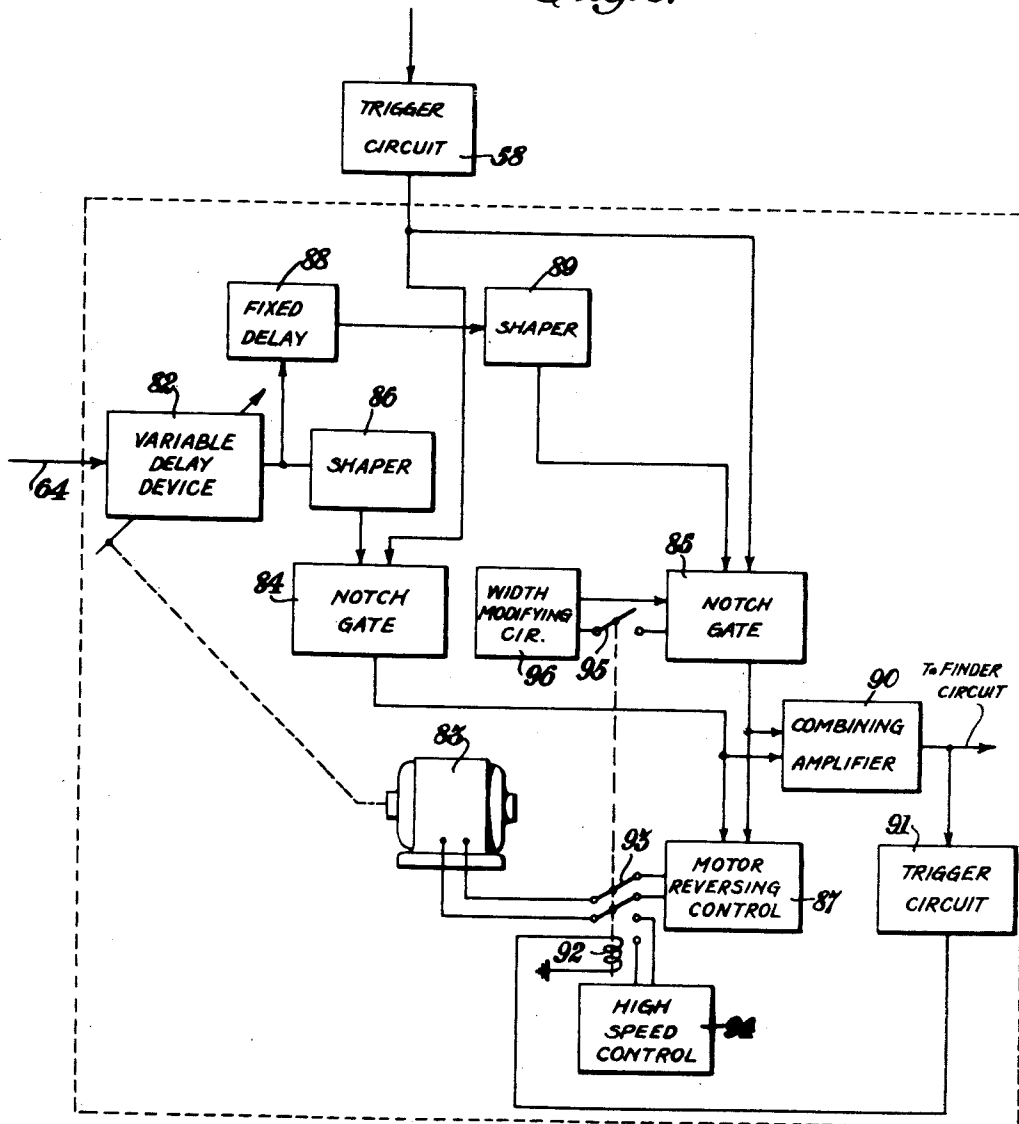 TRIGGER
CIRCUIT
58
88
FIXED
DELAY
89
SHAPER
82
VARIABLE
DELAY
DEVICE
64
86
SHAPER
84
NOTCH
GATE
WIDTH
MODIFYING
CIR.
96
95
85
NOTCH
GATE
90
COMBINING
AMPLIFIER
To FINDER
CIRCUIT
83
93
MOTOR
REVERSING
CONTROL
87
91
TRIGGER
CIRCUIT
92
HIGH
SPEED
CONTROL
94